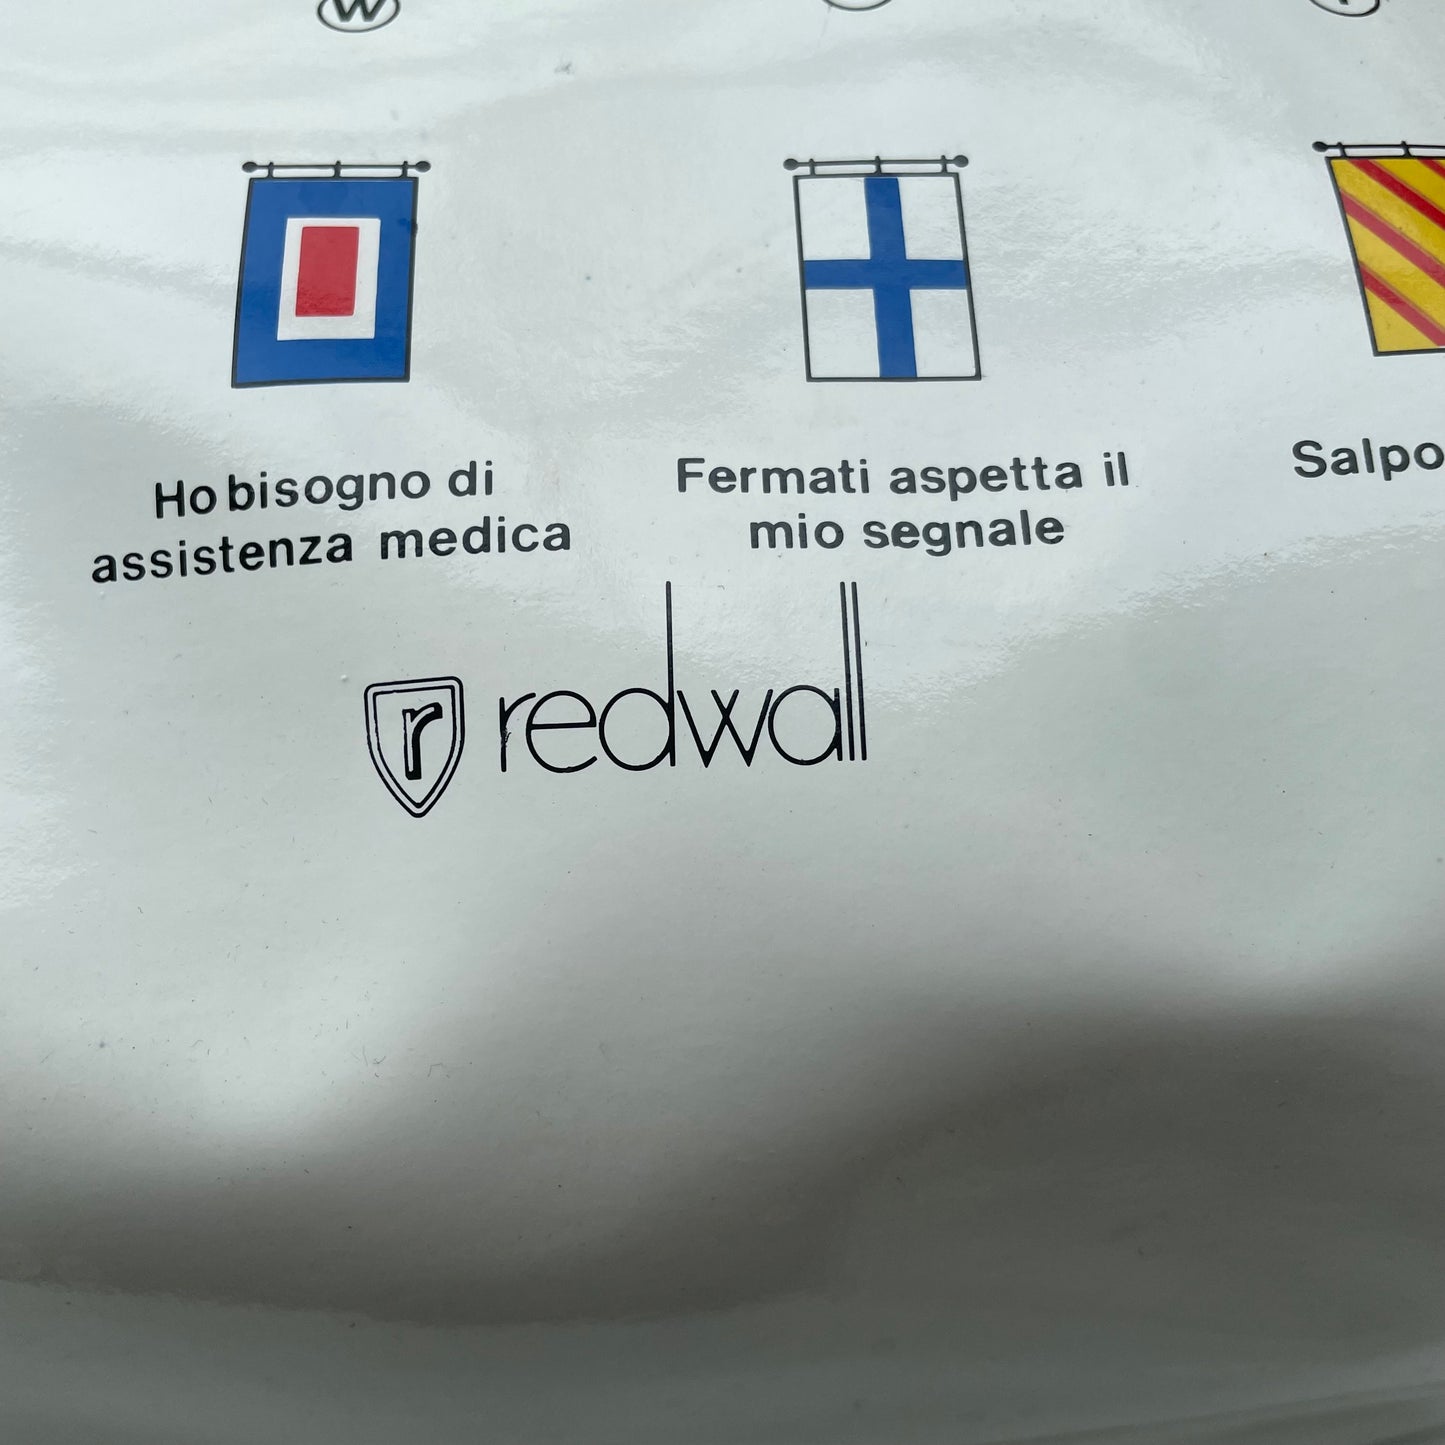 W
Ho bisogno di
assistenza medica
Fermati aspetta il
mio segnale
Salpo
r redwall